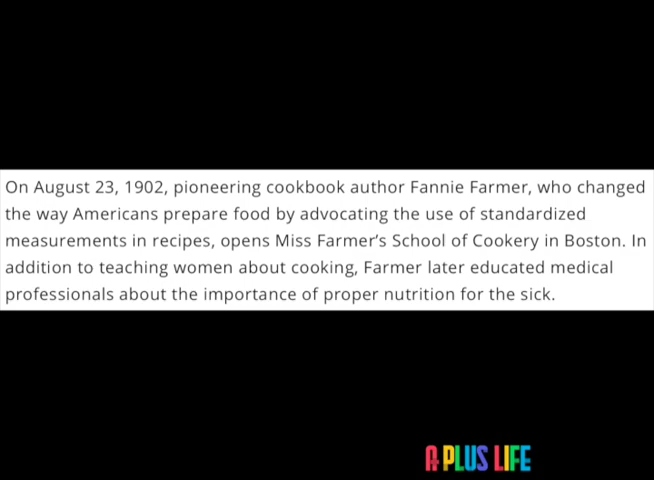 On August 23, 1902, pioneering cookbook author Fannie Farmer, who changed
the way Americans prepare food by advocating the use of standardized
measurements in recipes, opens Miss Farmer’s School of Cookery in Boston. In
addition to teaching women about cooking, Farmer later educated medical
professionals about the importance of proper nutrition for the sick.
A PLUS LIFE